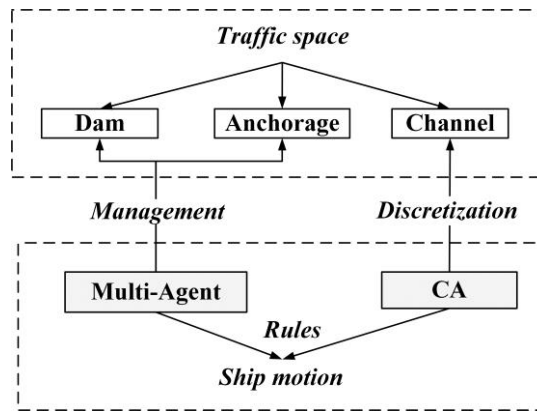 Traffic space
Dam Anchorage Channel
Management Discretization
Multi-Agent CA
Rules
Ship motion